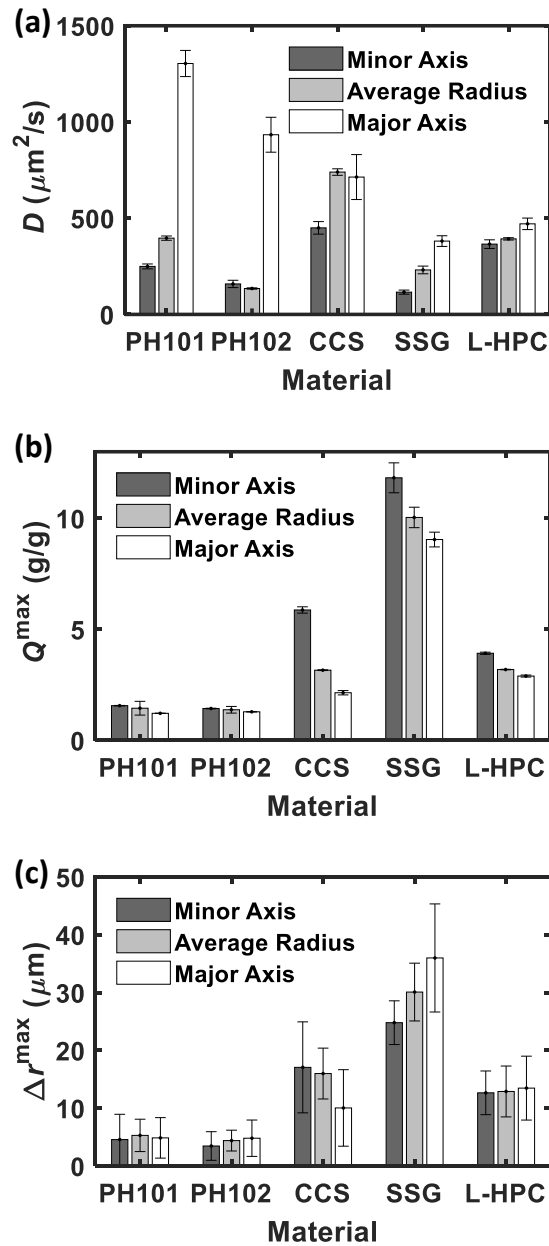 (a)
1500
1000
500
0
D (μm²/s)
Minor Axis
Average Radius
Major Axis
PH101 PH102 CCS SSG L-HPC
Material
(b)
10
5
0
Qᵐᵃˣ (g/g)
Minor Axis
Average Radius
Major Axis
PH101 PH102 CCS SSG L-HPC
Material
(c)
50
40
30
20
10
0
Δrᵐᵃˣ (μm)
Minor Axis
Average Radius
Major Axis
PH101 PH102 CCS SSG L-HPC
Material